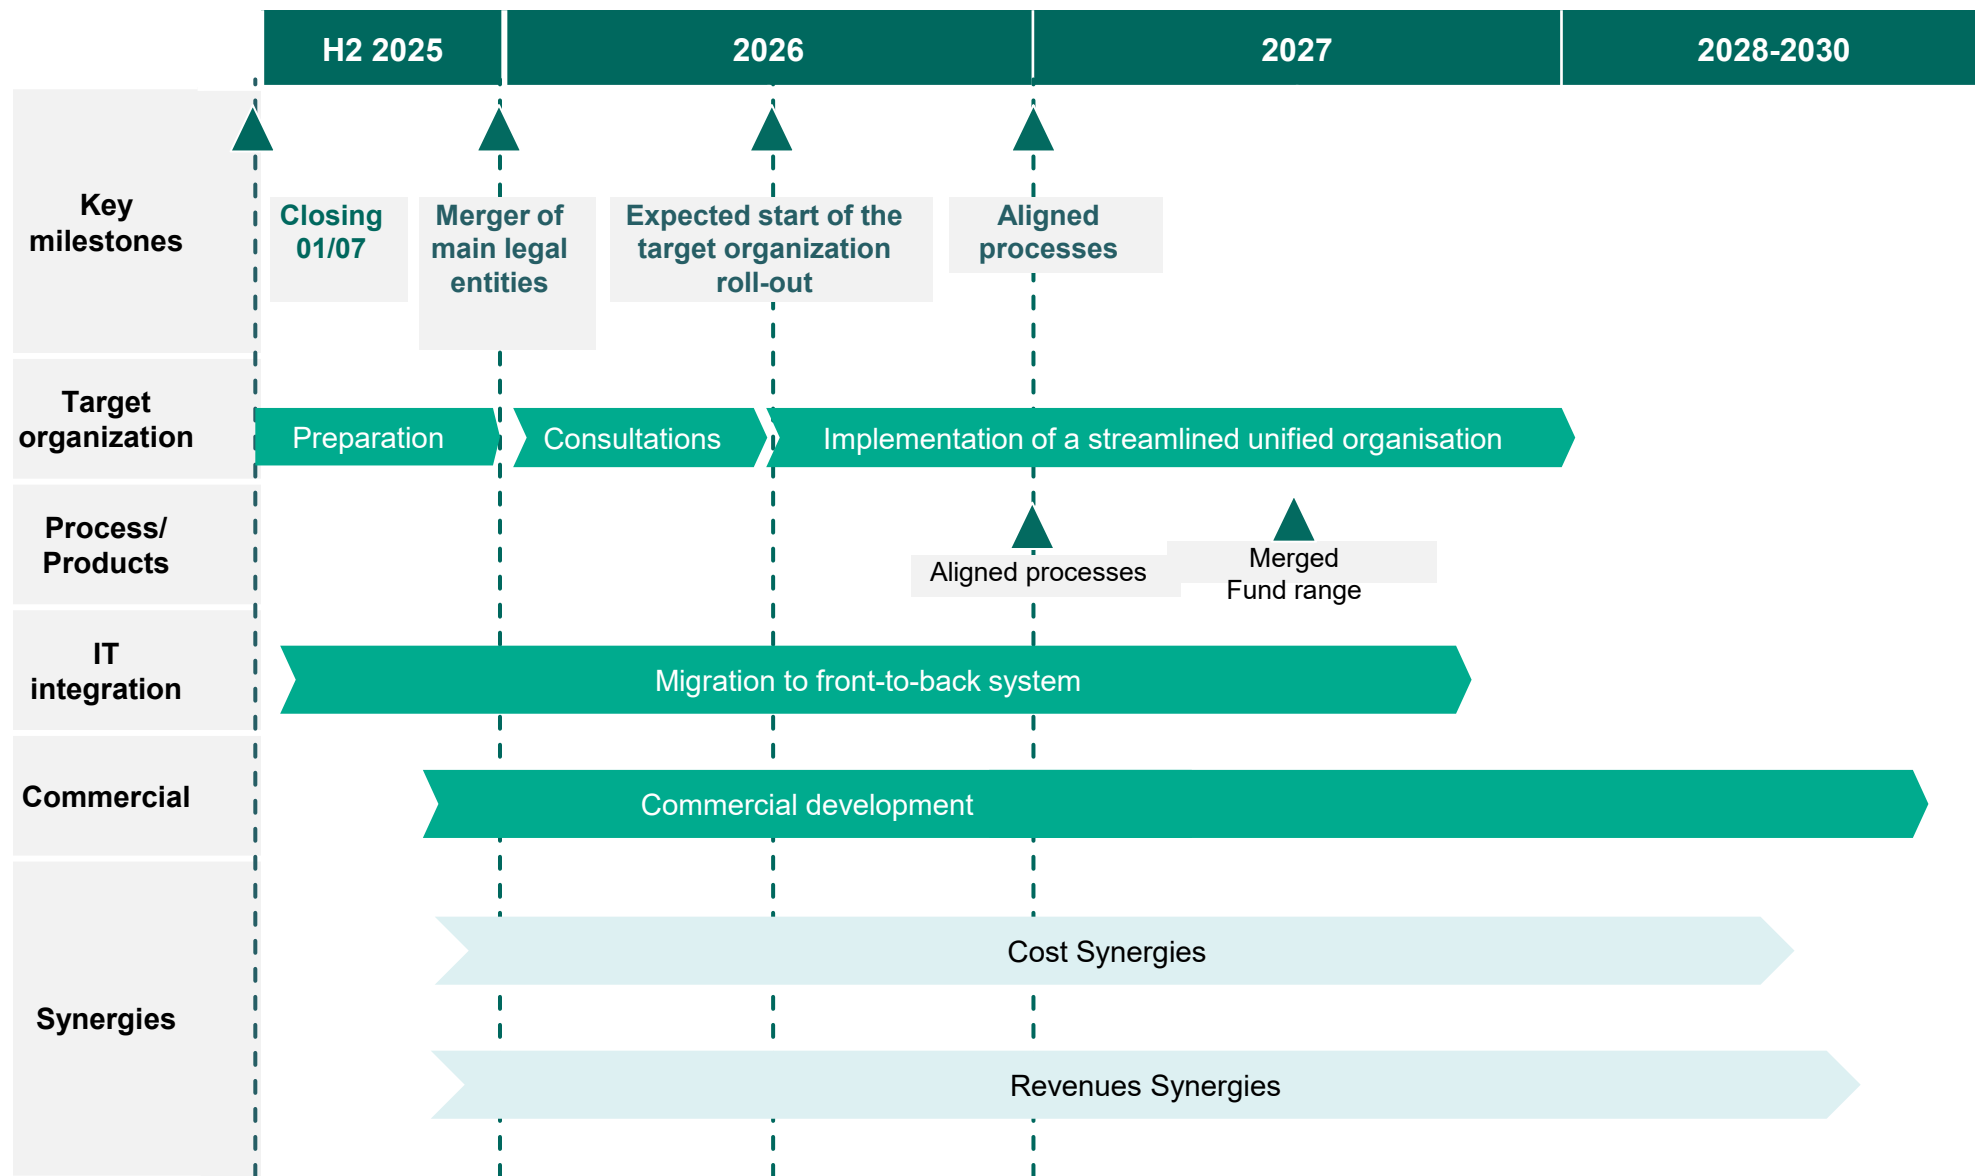 H2 2025
2026
2027
2028-2030
Key
milestones
Closing
01/07
Merger of
main legal
entities
Expected start of the
target organization
roll-out
Aligned
processes
Target
organization
Preparation
Consultations
Implementation of a streamlined unified organisation
Process/
Products
Aligned processes
Merged
Fund range
IT
integration
Migration to front-to-back system
Commercial
Commercial development
Synergies
Cost Synergies
Revenues Synergies